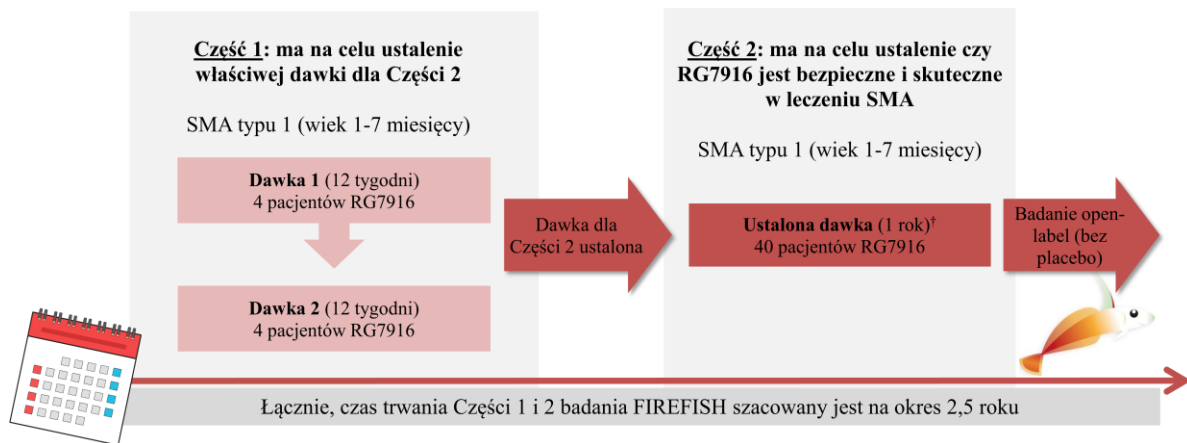 Część 1: ma na celu ustalenie
właściwej dawki dla Części 2
SMA typu 1 (wiek 1-7 miesięcy)
Dawka 1 (12 tygodni)
4 pacjentów RG7916
Dawka 2 (12 tygodni)
4 pacjentów RG7916
Dawka dla
Części 2 ustalona
Część 2: ma na celu ustalenie czy
RG7916 jest bezpieczne i skuteczne
w leczeniu SMA
SMA typu 1 (wiek 1-7 miesięcy)
Ustalona dawka (1 rok)†
40 pacjentów RG7916
Badanie open-
label (bez
placebo)
Łącznie, czas trwania Części 1 i 2 badania FIREFISH szacowany jest na okres 2,5 roku